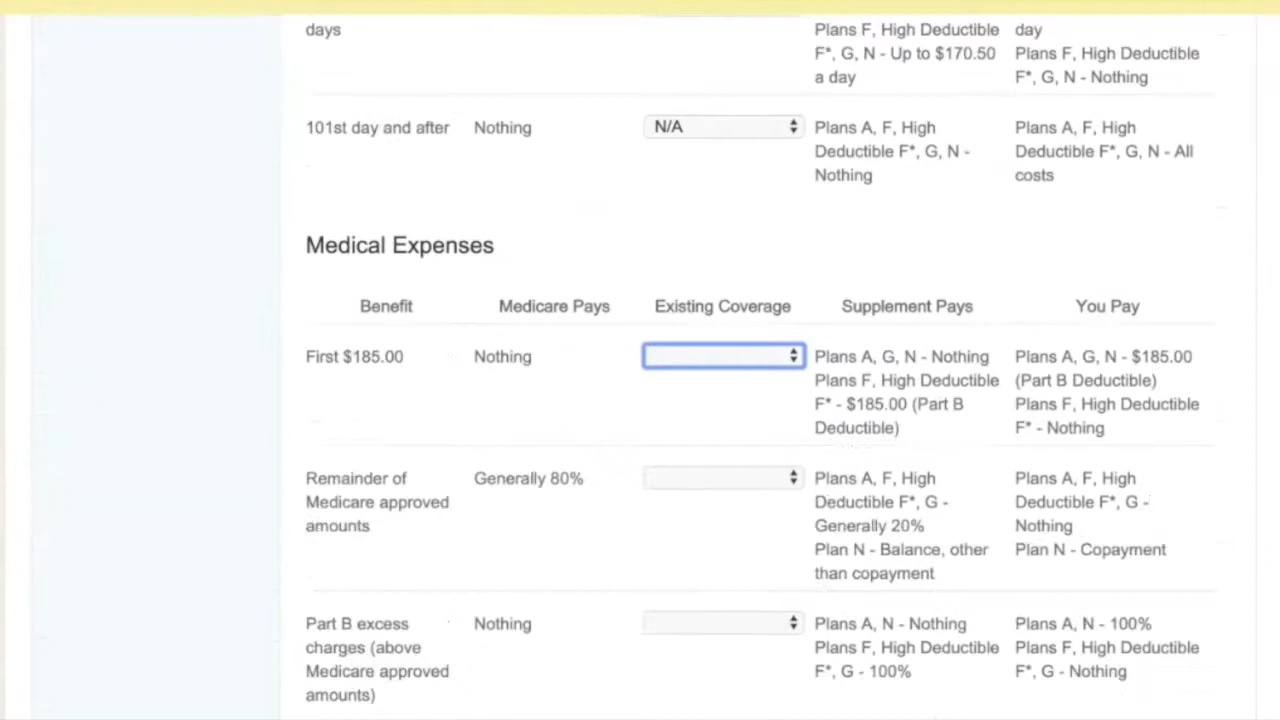 days
Plans F, High Deductible
F*, G, N - Up to $170.50
a day
day
Plans F, High Deductible
F*, G, N - Nothing
101st day and after
Nothing
N/A
Plans A, F, High
Deductible F*, G, N -
Nothing
Plans A, F, High
Deductible F*, G, N - All
costs
Medical Expenses
Benefit
Medicare Pays
Existing Coverage
Supplement Pays
You Pay
First $185.00
Nothing
Plans A, G, N - Nothing
Plans F, High Deductible
F* - $185.00 (Part B
Deductible)
Plans A, G, N - $185.00
(Part B Deductible)
Plans F, High Deductible
F* - Nothing
Remainder of
Medicare approved
amounts
Generally 80%
Plans A, F, High
Deductible F*, G -
Generally 20%
Plan N - Balance, other
than copayment
Plans A, F, High
Deductible F*, G -
Nothing
Plan N - Copayment
Part B excess
charges (above
Medicare approved
amounts)
Nothing
Plans A, N - Nothing
Plans F, High Deductible
F*, G - 100%
Plans A, N - 100%
Plans F, High Deductible
F*, G - Nothing